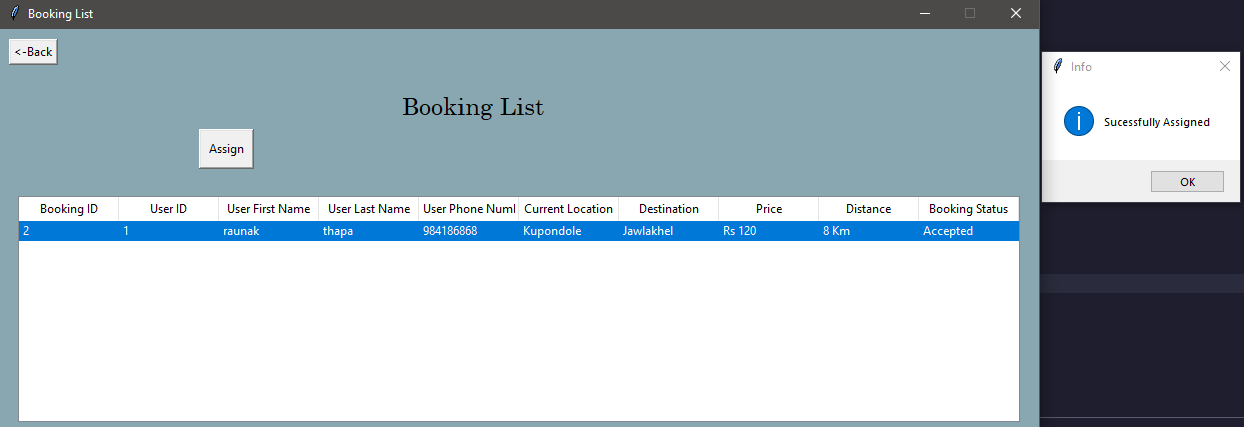 Booking List
<-Back
Booking List
Assign
Booking ID User ID User First Name User Last Name User Phone Numl Current Location Destination Price Distance Booking Status
2 1 raunak thapa 984186868 Kupondole Jawlakhel Rs 120 8 Km Accepted
Info
Sucessfully Assigned
OK